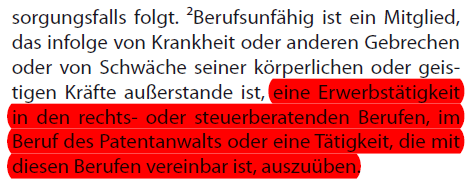 sorgungsfalls folgt. ²Berufsunfähig ist ein Mitglied,
das infolge von Krankheit oder anderen Gebrechen
oder von Schwäche seiner körperlichen oder geis-
tigen Kräfte außerstande ist, eine Erwerbstätigkeit
in den rechts- oder steuerberatenden Berufen, im
Beruf des Patentanwalts oder eine Tätigkeit, die mit
diesen Berufen vereinbar ist, auszuüben.